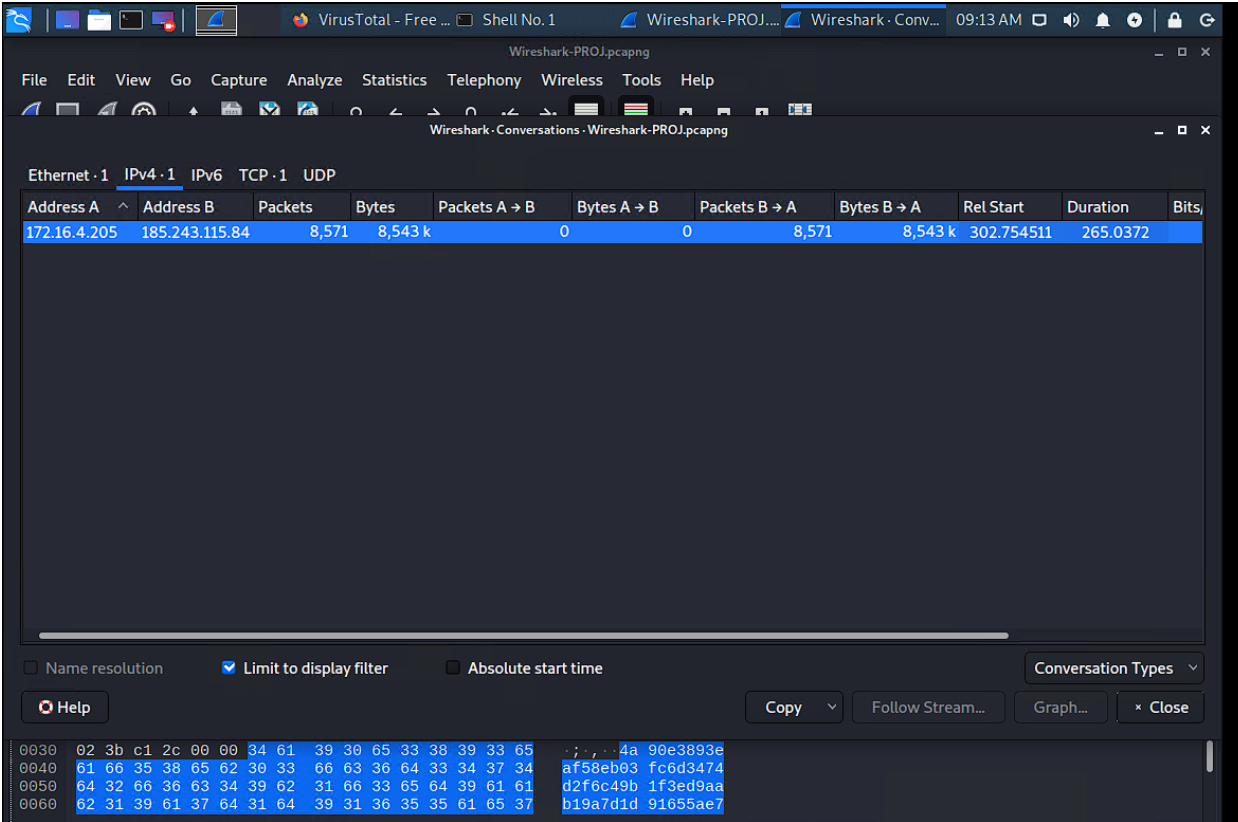 VirusTotal - Free ... Shell No. 1 Wireshark-PROJ.... Wireshark · Conv... 09:13 AM
Wireshark-PROJ.pcapng
File Edit View Go Capture Analyze Statistics Telephony Wireless Tools Help
Wireshark · Conversations · Wireshark-PROJ.pcapng
Ethernet · 1 IPv4 · 1 IPv6 TCP · 1 UDP
Address A Address B Packets Bytes Packets A → B Bytes A → B Packets B → A Bytes B → A Rel Start Duration Bits/
172.16.4.205 185.243.115.84 8,571 8,543 k 0 0 8,571 8,543 k 302.754511 265.0372
Name resolution Limit to display filter Absolute start time Conversation Types
Help Copy Follow Stream... Graph... × Close
0030 02 3b c1 2c 00 00 34 61 39 30 65 33 38 39 33 65 ·;·,··4a 90e3893e
0040 61 66 35 38 65 62 30 33 66 63 36 64 33 34 37 34 af58eb03 fc6d3474
0050 64 32 66 36 63 34 39 62 31 66 33 65 64 39 61 61 d2f6c49b 1f3ed9aa
0060 62 31 39 61 37 64 31 64 39 31 36 35 35 61 65 37 b19a7d1d 91655ae7